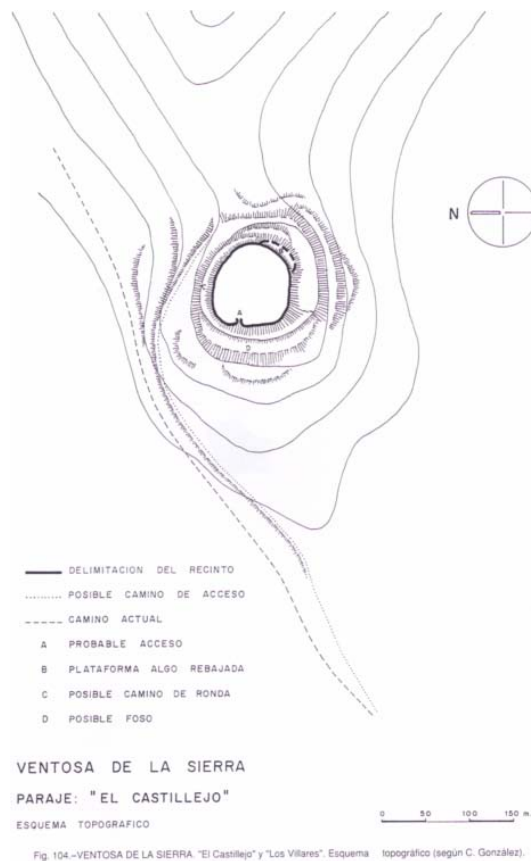 N
A
D
DELIMITACION DEL RECINTO
POSIBLE CAMINO DE ACCESO
CAMINO ACTUAL
A PROBABLE ACCESO
B PLATAFORMA ALGO REBAJADA
C POSIBLE CAMINO DE RONDA
D POSIBLE FOSO
VENTOSA DE LA SIERRA
PARAJE: "EL CASTILLEJO"
ESQUEMA TOPOGRAFICO
0 50 100 150 m.
Fig. 104.–VENTOSA DE LA SIERRA. "El Castillejo" y "Los Villares". Esquema topográfico (según C. González).